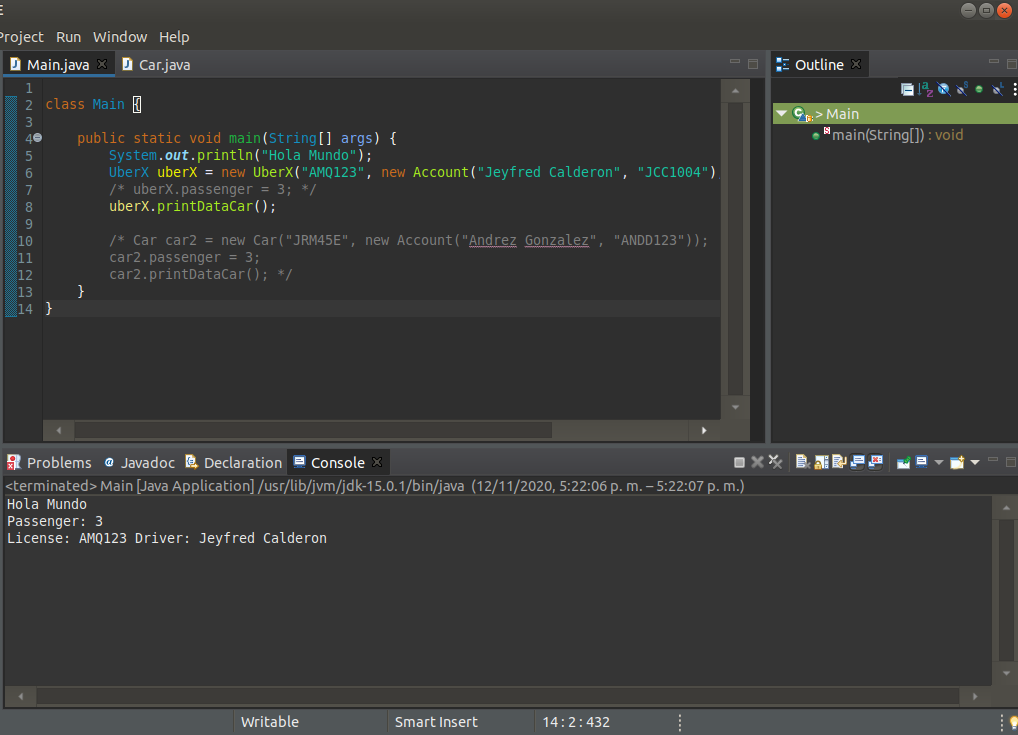 Project Run Window Help
Main.java Car.java
1
2 class Main {
3
4 public static void main(String[] args) {
5 System.out.println("Hola Mundo");
6 UberX uberX = new UberX("AMQ123", new Account("Jeyfred Calderon", "JCC1004")
7 /* uberX.passenger = 3; */
8 uberX.printDataCar();
9
10 /* Car car2 = new Car("JRM45E", new Account("Andrez Gonzalez", "ANDD123"));
11 car2.passenger = 3;
12 car2.printDataCar(); */
13 }
14 }
Outline
> Main
main(String[]) : void
Problems @ Javadoc Declaration Console
<terminated> Main [Java Application] /usr/lib/jvm/jdk-15.0.1/bin/java (12/11/2020, 5:22:06 p. m. – 5:22:07 p. m.)
Hola Mundo
Passenger: 3
License: AMQ123 Driver: Jeyfred Calderon
Writable Smart Insert 14 : 2 : 432